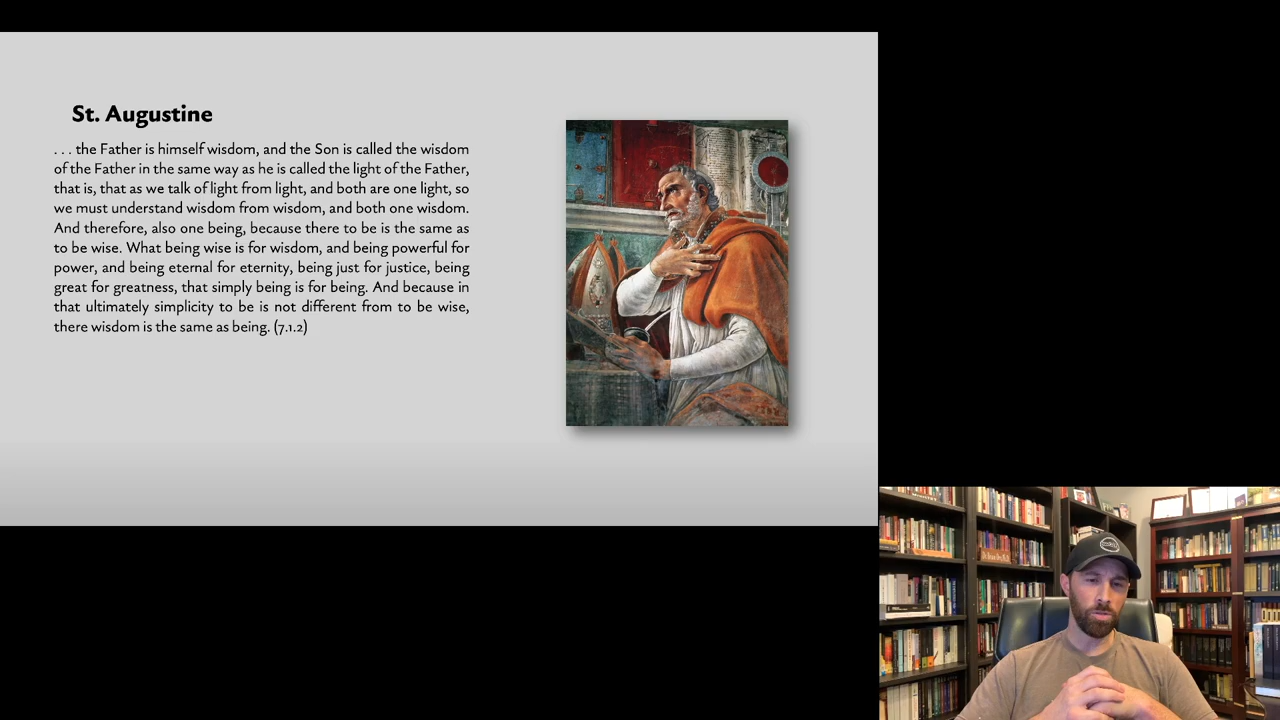 St. Augustine
. . . the Father is himself wisdom, and the Son is called the wisdom
of the Father in the same way as he is called the light of the Father,
that is, that as we talk of light from light, and both are one light, so
we must understand wisdom from wisdom, and both one wisdom.
And therefore, also one being, because there to be is the same as
to be wise. What being wise is for wisdom, and being powerful for
power, and being eternal for eternity, being just for justice, being
great for greatness, that simply being is for being. And because in
that ultimately simplicity to be is not different from to be wise,
there wisdom is the same as being. (7.1.2)